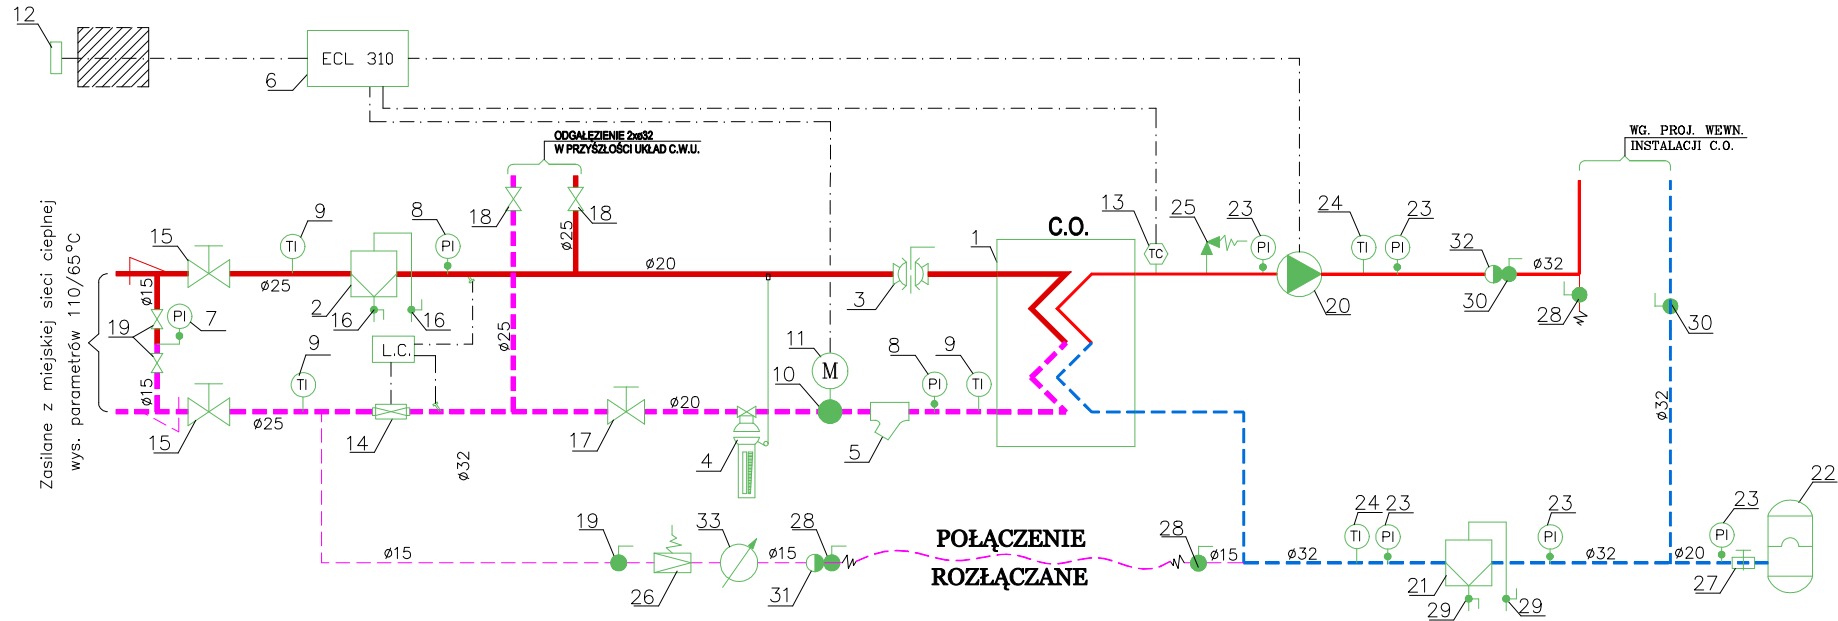 12
ECL 310
6
ODGAŁĘZIENIE 2xø32
W PRZYSZŁOŚCI UKŁAD C.W.U.
WG. PROJ. WEWN.
INSTALACJI C.O.
Zasilane z miejskiej sieci cieplnej
wys. parametrów 110/65°C
15
9
TI
8
PI
18
18
ø25
C.O.
1
13
TC
25
23
PI
24
TI
23
PI
32
ø15
ø25
2
ø20
3
20
30
ø32
28
30
19
PI
7
16
16
L.C.
ø25
11
M
10
8
PI
9
TI
9
TI
ø15
15
ø25
14
ø32
17
ø20
4
5
ø32
22
19
33
28
POŁĄCZENIE
ROZŁĄCZANE
28
24
TI
23
PI
23
PI
23
PI
ø15
26
ø15
31
ø15
ø32
21
29
29
ø32
ø20
27